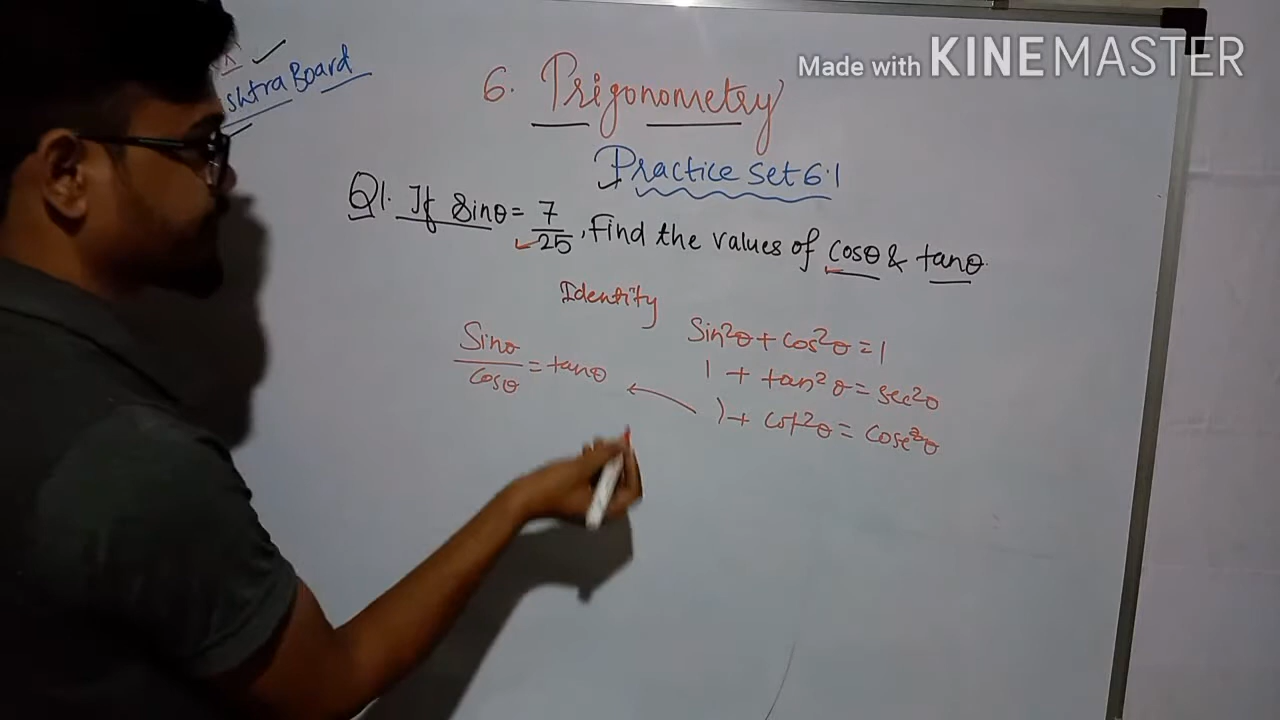 Made with KINEMASTER
X
shtra Board
6. Trigonometry
Practice Set 6.1
Q1. If Sinθ = 7/25, Find the values of cosθ & tanθ.
Identity
Sin²θ + cos²θ = 1
Sinθ/cosθ = tanθ
1 + tan²θ = sec²θ
1 + cot²θ = cosec²θ